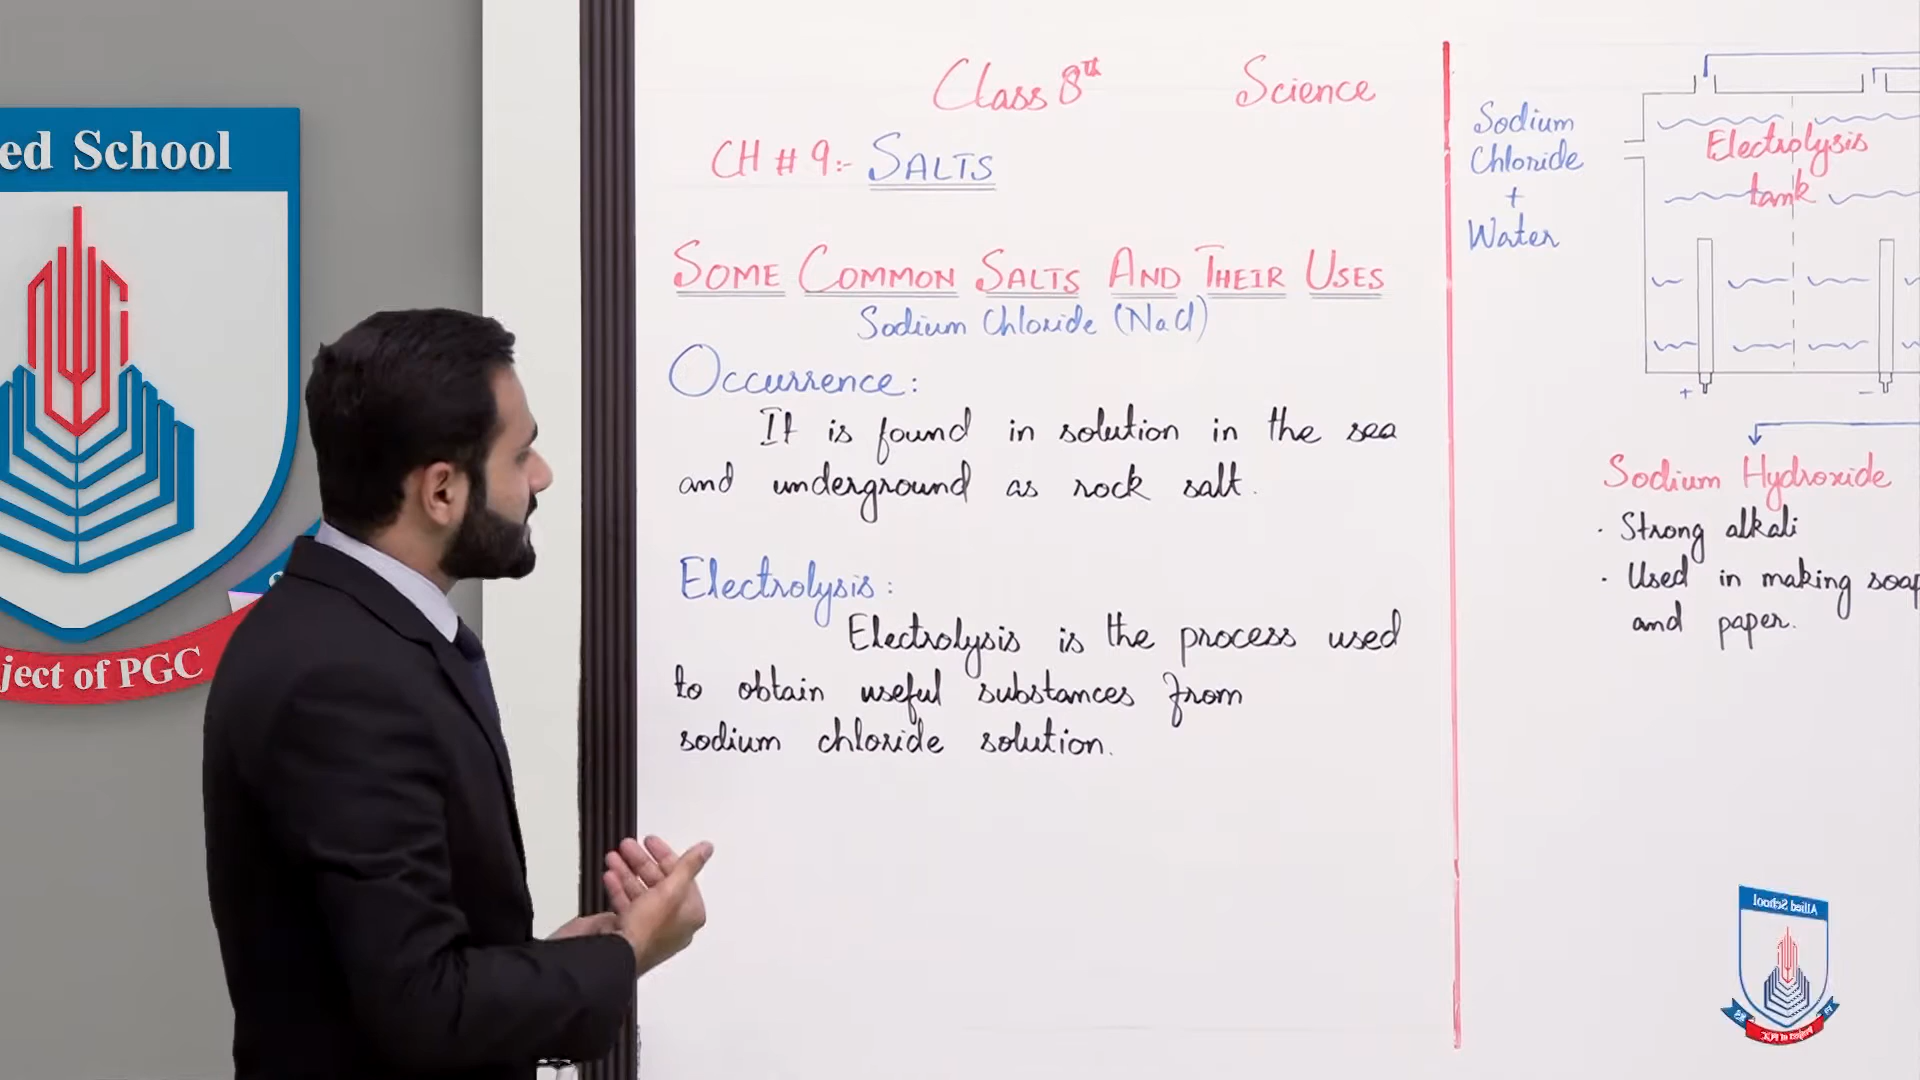 ed School
ject of PGC
Class 8th Science
CH # 9:- SALTS
SOME COMMON SALTS AND THEIR USES
Sodium Chloride (NaCl)
Occurrence:
It is found in solution in the sea
and underground as rock salt.
Electrolysis:
Electrolysis is the process used
to obtain useful substances from
sodium chloride solution.
Sodium
Chloride
+
Water
Electrolysis
tank
+ −
Sodium Hydroxide
· Strong alkali
· Used in making soap
and paper.
Allied School
Project of PGC